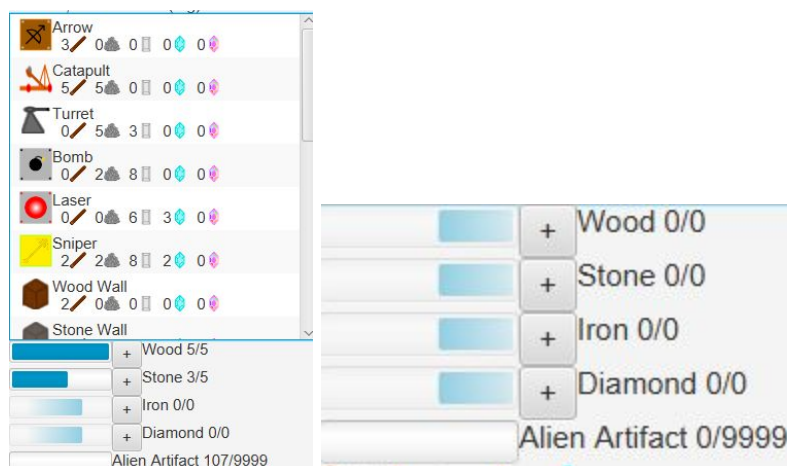 Arrow
3 0 0 0 0
Catapult
5 5 0 0 0
Turret
0 5 3 0 0
Bomb
0 2 8 0 0
Laser
0 0 6 3 0
Sniper
2 2 8 2 0
Wood Wall
2 0 0 0 0
Stone Wall
+ Wood 5/5
+ Stone 3/5
+ Iron 0/0
+ Diamond 0/0
Alien Artifact 107/9999
+ Wood 0/0
+ Stone 0/0
+ Iron 0/0
+ Diamond 0/0
Alien Artifact 0/9999